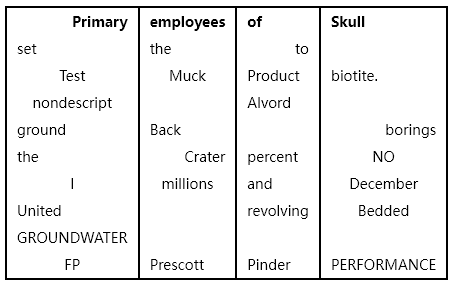 Primary employees of Skull
set the to
Test Muck Product biotite.
nondescript Alvord
ground Back borings
the Crater percent NO
I millions and December
United revolving Bedded
GROUNDWATER
FP Prescott Pinder PERFORMANCE